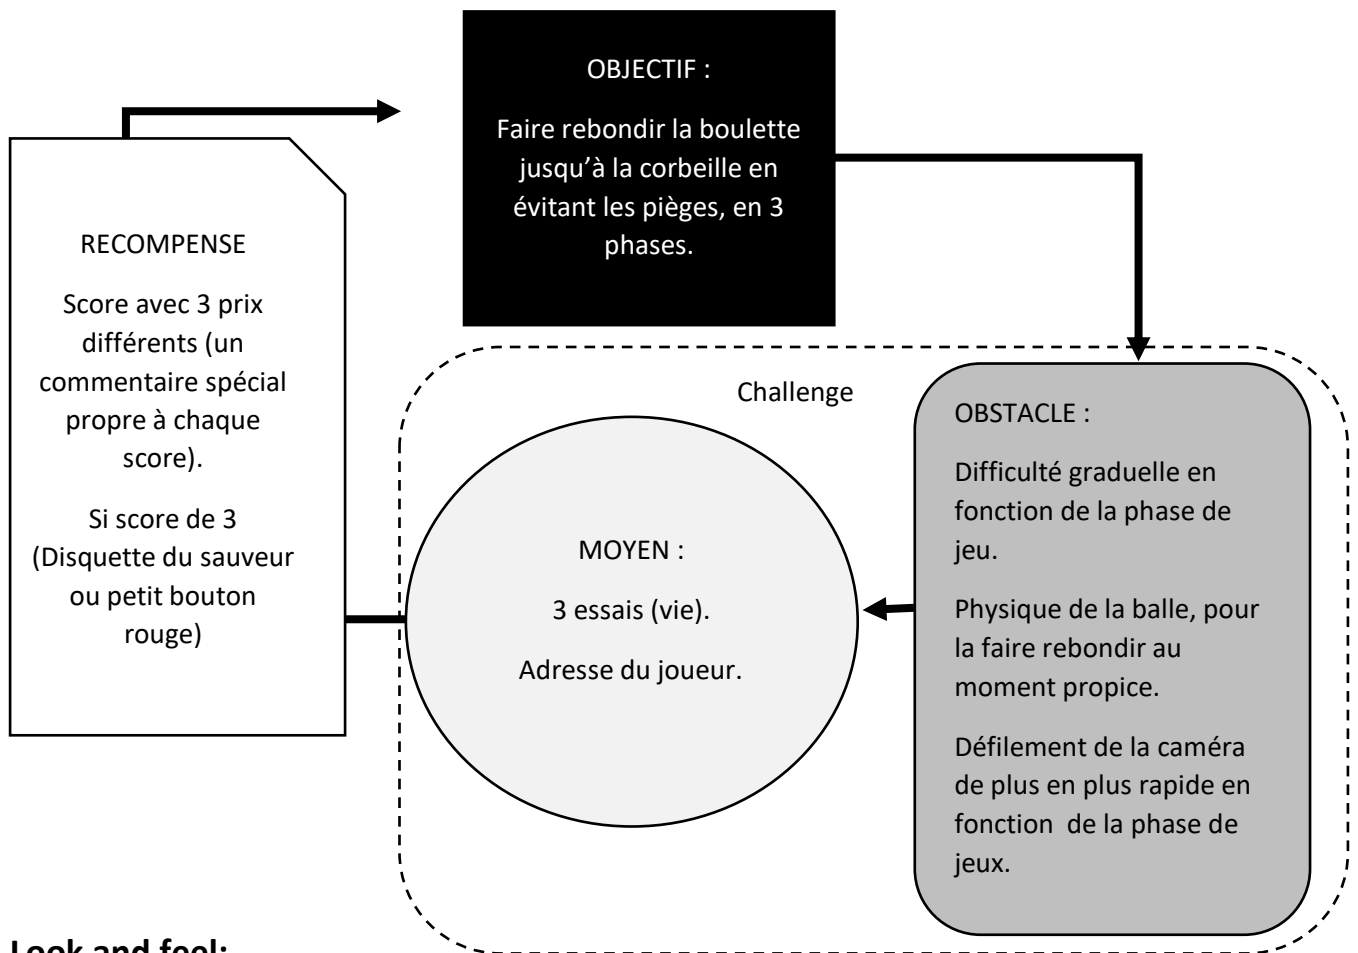 OBJECTIF :
Faire rebondir la boulette
jusqu’à la corbeille en
évitant les pièges, en 3
phases.
RECOMPENSE
Score avec 3 prix
différents (un
commentaire spécial
propre à chaque
score).
Si score de 3
(Disquette du sauveur
ou petit bouton
rouge)
Challenge
MOYEN :
3 essais (vie).
Adresse du joueur.
OBSTACLE :
Difficulté graduelle en
fonction de la phase de
jeu.
Physique de la balle, pour
la faire rebondir au
moment propice.
Défilement de la caméra
de plus en plus rapide en
fonction  de la phase de
jeux.
Look and feel: